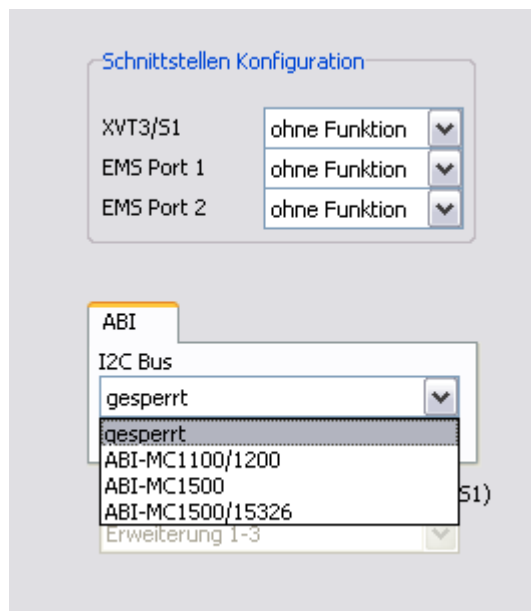 Schnittstellen Konfiguration
XVT3/S1 ohne Funktion
EMS Port 1 ohne Funktion
EMS Port 2 ohne Funktion
ABI
I2C Bus
gesperrt
gesperrt
ABI-MC1100/1200
ABI-MC1500
ABI-MC1500/15326
S1)
Erweiterung 1-3